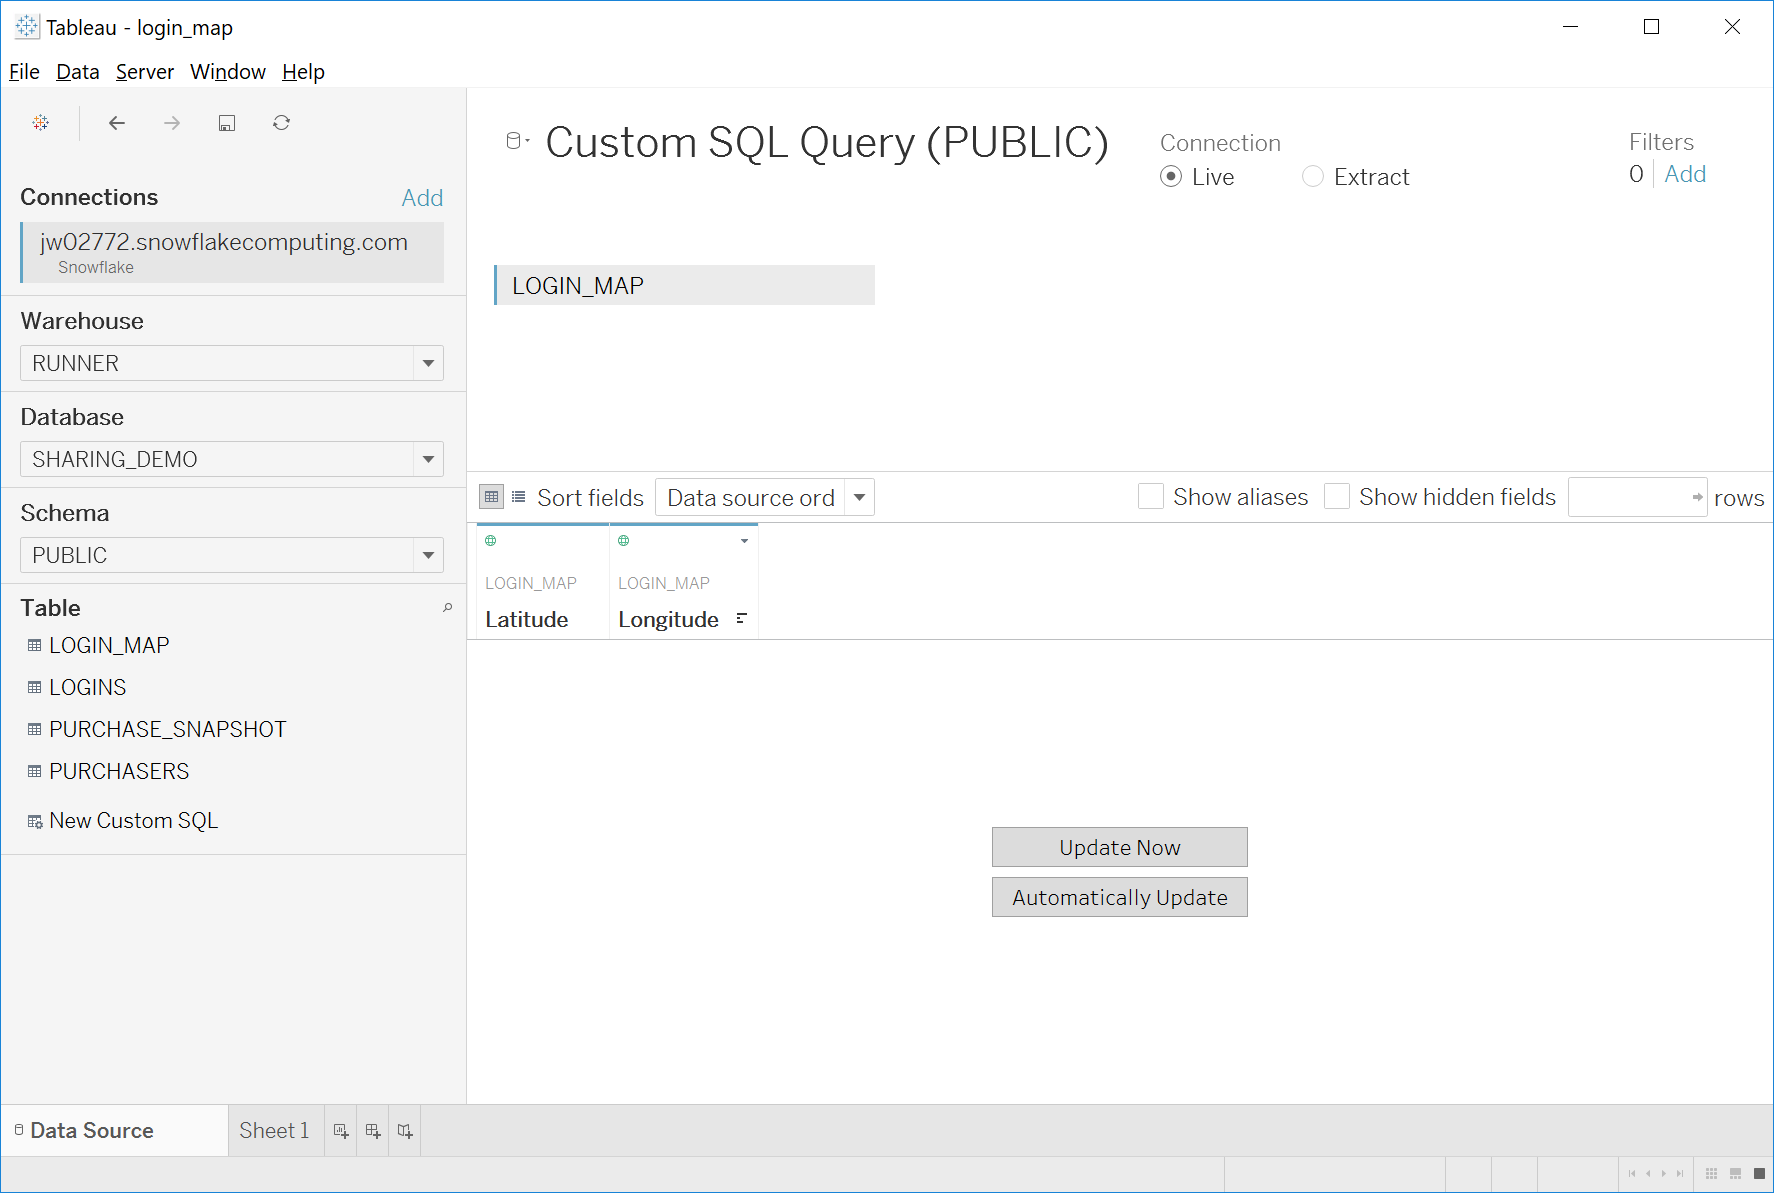 Tableau - login_map
File Data Server Window Help
Custom SQL Query (PUBLIC)
Connection
Live Extract
Filters
0 Add
Connections Add
jw02772.snowflakecomputing.com
Snowflake
LOGIN_MAP
Warehouse
RUNNER
Database
SHARING_DEMO
Schema
PUBLIC
Sort fields Data source ord Show aliases Show hidden fields rows
LOGIN_MAP LOGIN_MAP
Latitude Longitude
Table
LOGIN_MAP
LOGINS
PURCHASE_SNAPSHOT
PURCHASERS
New Custom SQL
Update Now
Automatically Update
Data Source Sheet 1